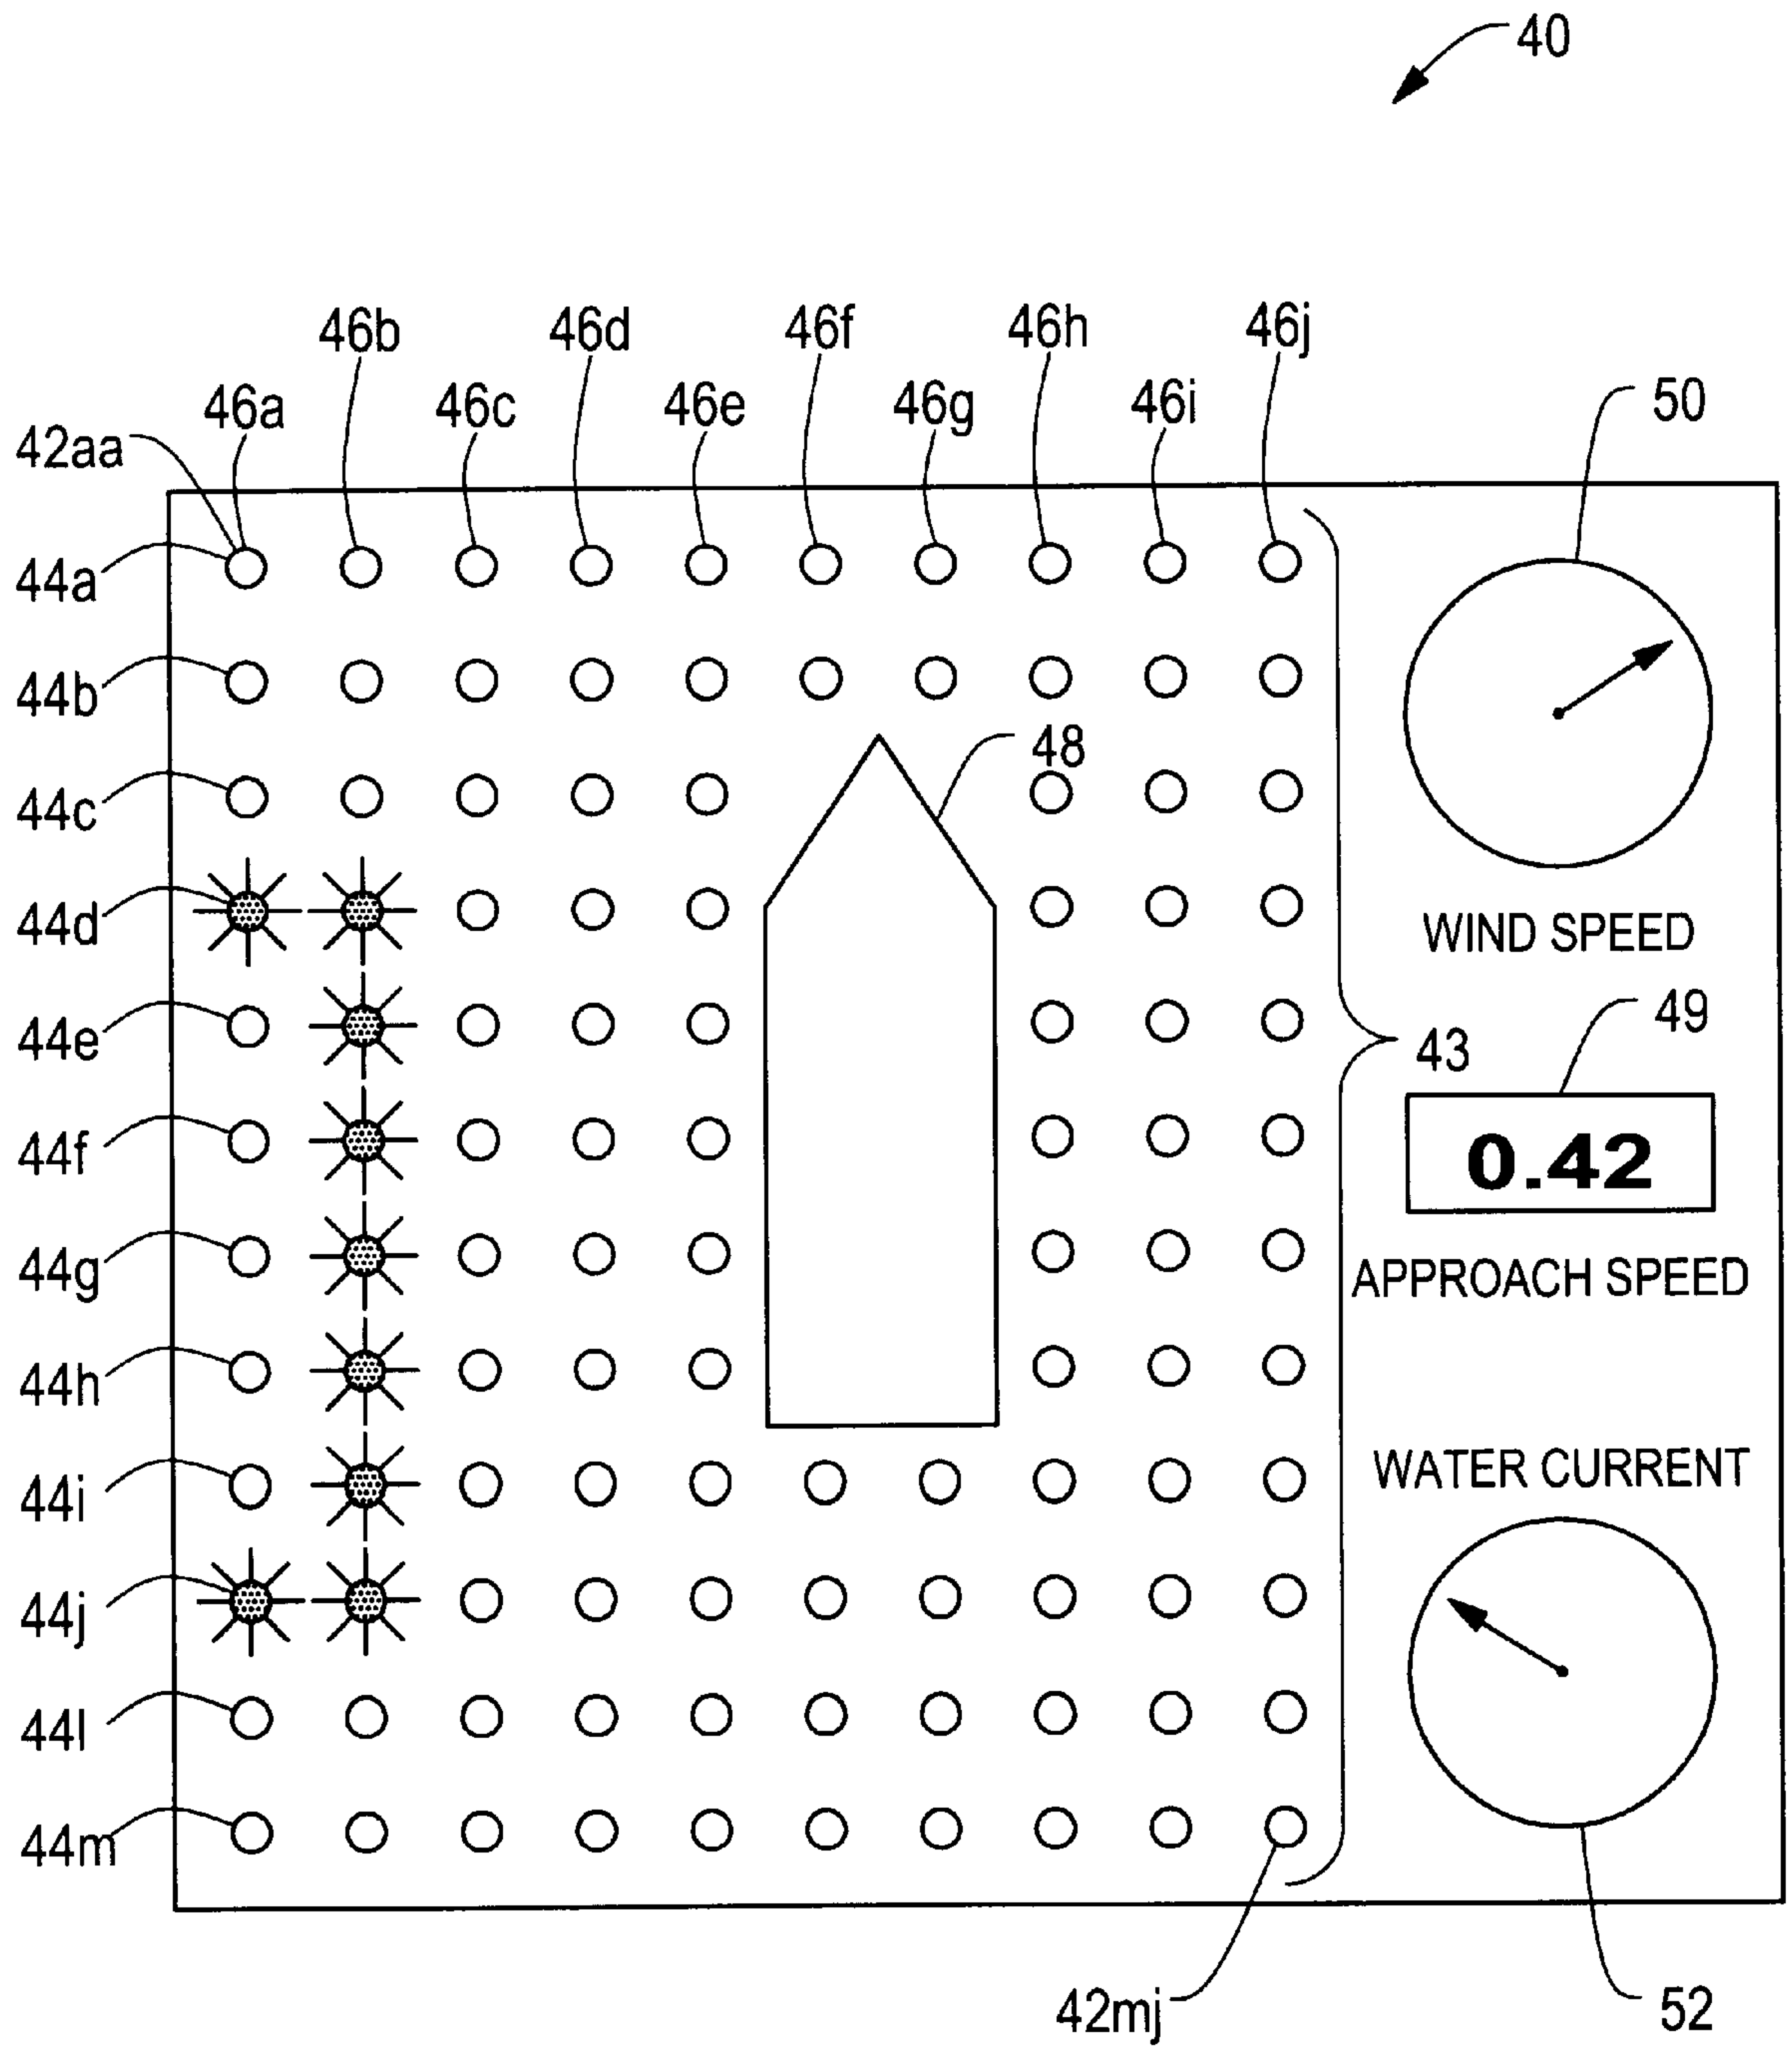 40
46b 46d 46f 46h 46j
46a 46c 46e 46g 46i 50
42aa
44a
44b
48
44c
44d
WIND SPEED
49
44e
43
44f
0.42
44g
APPROACH SPEED
44h
WATER CURRENT
44i
44j
44l
44m
42mj
52